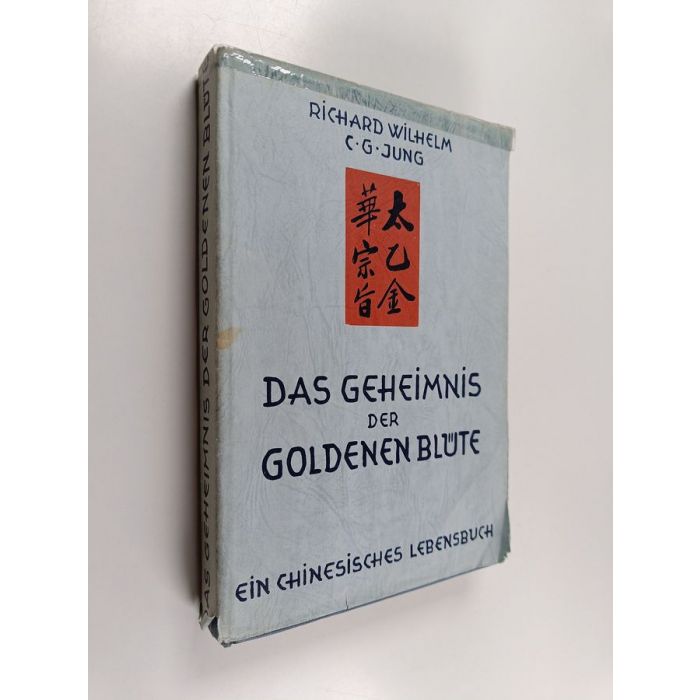 RICHARD WILHELM
C·G·JUNG
太乙金
華宗旨
DAS GEHEIMNIS
DER
GOLDENEN BLÜTE
EIN CHINESISCHES LEBENSBUCH
DAS GEHEIMNIS DER GOLDENEN BLÜTE